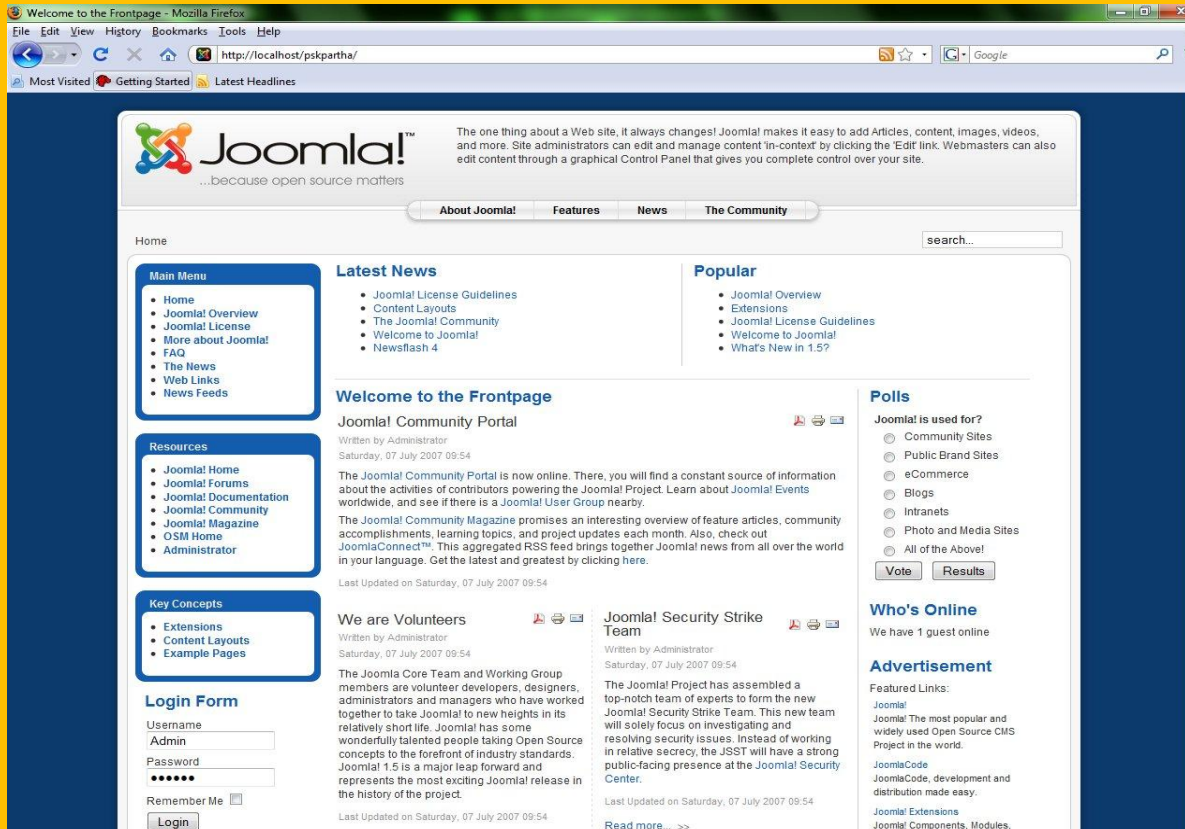 Welcome to the Frontpage - Mozilla Firefox
File Edit View History Bookmarks Tools Help
http://localhost/pskpartha/
Google
Most Visited Getting Started Latest Headlines
Joomla!™
...because open source matters
The one thing about a Web site, it always changes! Joomla! makes it easy to add Articles, content, images, videos,
and more. Site administrators can edit and manage content 'in-context' by clicking the 'Edit' link. Webmasters can also
edit content through a graphical Control Panel that gives you complete control over your site.
About Joomla! Features News The Community
Home
search...
Main Menu
Home
Joomla! Overview
Joomla! License
More about Joomla!
FAQ
The News
Web Links
News Feeds
Resources
Joomla! Home
Joomla! Forums
Joomla! Documentation
Joomla! Community
Joomla! Magazine
OSM Home
Administrator
Key Concepts
Extensions
Content Layouts
Example Pages
Login Form
Username
Admin
Password
••••••
Remember Me
Login
Latest News
Joomla! License Guidelines
Content Layouts
The Joomla! Community
Welcome to Joomla!
Newsflash 4
Popular
Joomla! Overview
Extensions
Joomla! License Guidelines
Welcome to Joomla!
What's New in 1.5?
Welcome to the Frontpage
Joomla! Community Portal
Written by Administrator
Saturday, 07 July 2007 09:54
The Joomla! Community Portal is now online. There, you will find a constant source of information
about the activities of contributors powering the Joomla! Project. Learn about Joomla! Events
worldwide, and see if there is a Joomla! User Group nearby.
The Joomla! Community Magazine promises an interesting overview of feature articles, community
accomplishments, learning topics, and project updates each month. Also, check out
JoomlaConnect™. This aggregated RSS feed brings together Joomla! news from all over the world
in your language. Get the latest and greatest by clicking here.
Last Updated on Saturday, 07 July 2007 09:54
We are Volunteers
Written by Administrator
Saturday, 07 July 2007 09:54
The Joomla Core Team and Working Group
members are volunteer developers, designers,
administrators and managers who have worked
together to take Joomla! to new heights in its
relatively short life. Joomla! has some
wonderfully talented people taking Open Source
concepts to the forefront of industry standards.
Joomla! 1.5 is a major leap forward and
represents the most exciting Joomla! release in
the history of the project.
Last Updated on Saturday, 07 July 2007 09:54
Joomla! Security Strike
Team
Written by Administrator
Saturday, 07 July 2007 09:54
The Joomla! Project has assembled a
top-notch team of experts to form the new
Joomla! Security Strike Team. This new team
will solely focus on investigating and
resolving security issues. Instead of working
in relative secrecy, the JSST will have a strong
public-facing presence at the Joomla! Security
Center.
Last Updated on Saturday, 07 July 2007 09:54
Read more... >>
Polls
Joomla! is used for?
Community Sites
Public Brand Sites
eCommerce
Blogs
Intranets
Photo and Media Sites
All of the Above!
Vote Results
Who's Online
We have 1 guest online
Advertisement
Featured Links:
Joomla!
Joomla! The most popular and
widely used Open Source CMS
Project in the world.
JoomlaCode
JoomlaCode, development and
distribution made easy.
Joomla! Extensions
Joomla! Components, Modules,